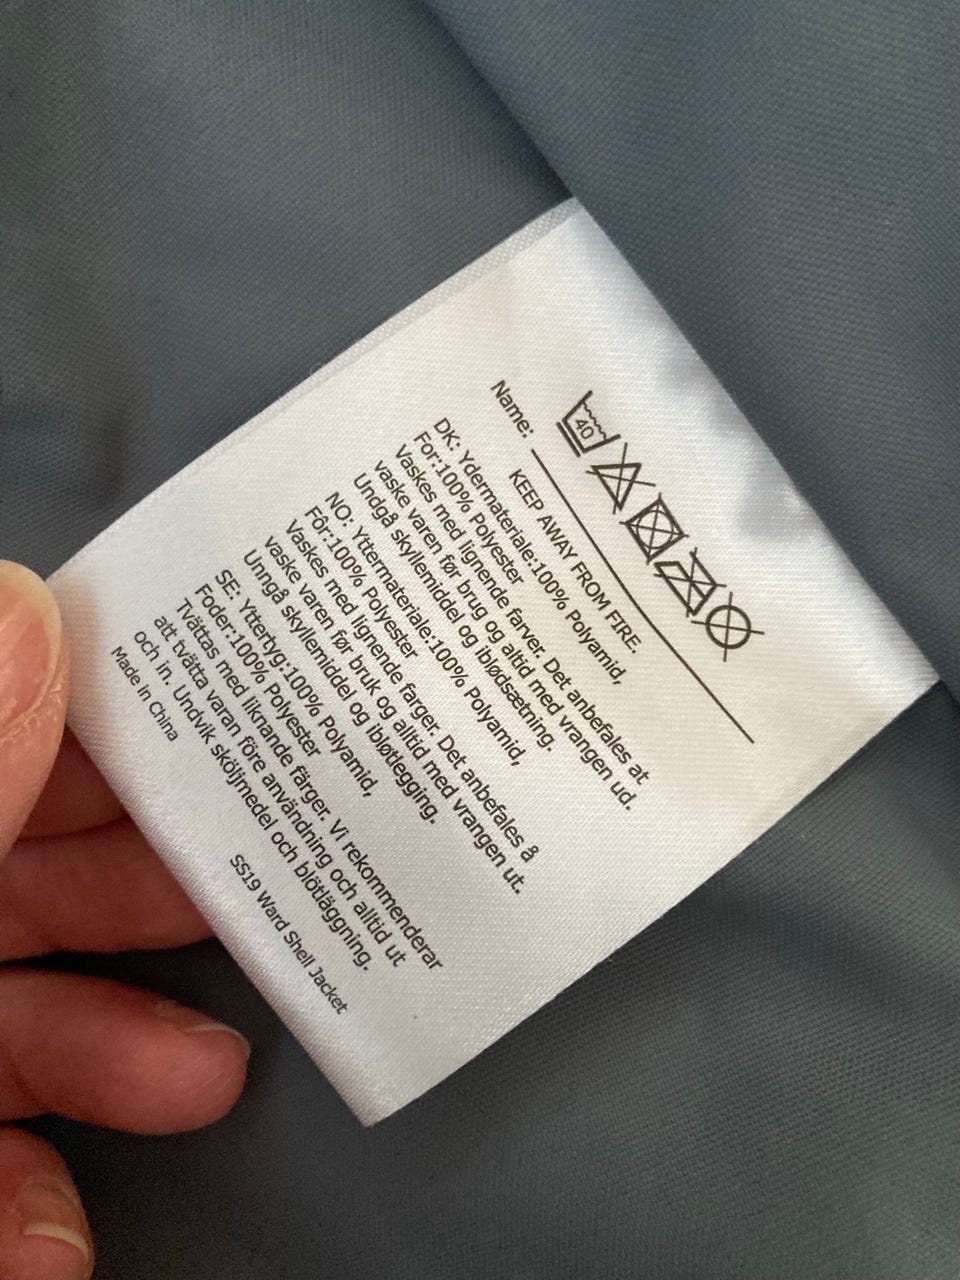 40
Name:
KEEP AWAY FROM FIRE.
DK: Ydermateriale:100% Polyamid,
For:100% Polyester
Vaskes med lignende farver. Det anbefales at
vaske varen før brug og altid med vrangen ud.
Undgå skyllemiddel og iblødsætning.
NO: Yttermateriale:100% Polyamid,
Fôr:100% Polyester
Vaskes med lignende farger. Det anbefales å
vaske varen før bruk og alltid med vrangen ut.
Unngå skyllemiddel og ibløtlegging.
SE: Yttertyg:100% Polyamid,
Foder:100% Polyester
Tvättas med liknande färger. Vi rekommenderar
att tvätta varan före användning och alltid ut
och in. Undvik sköljmedel och blötläggning.
Made in China
SS19 Ward Shell Jacket